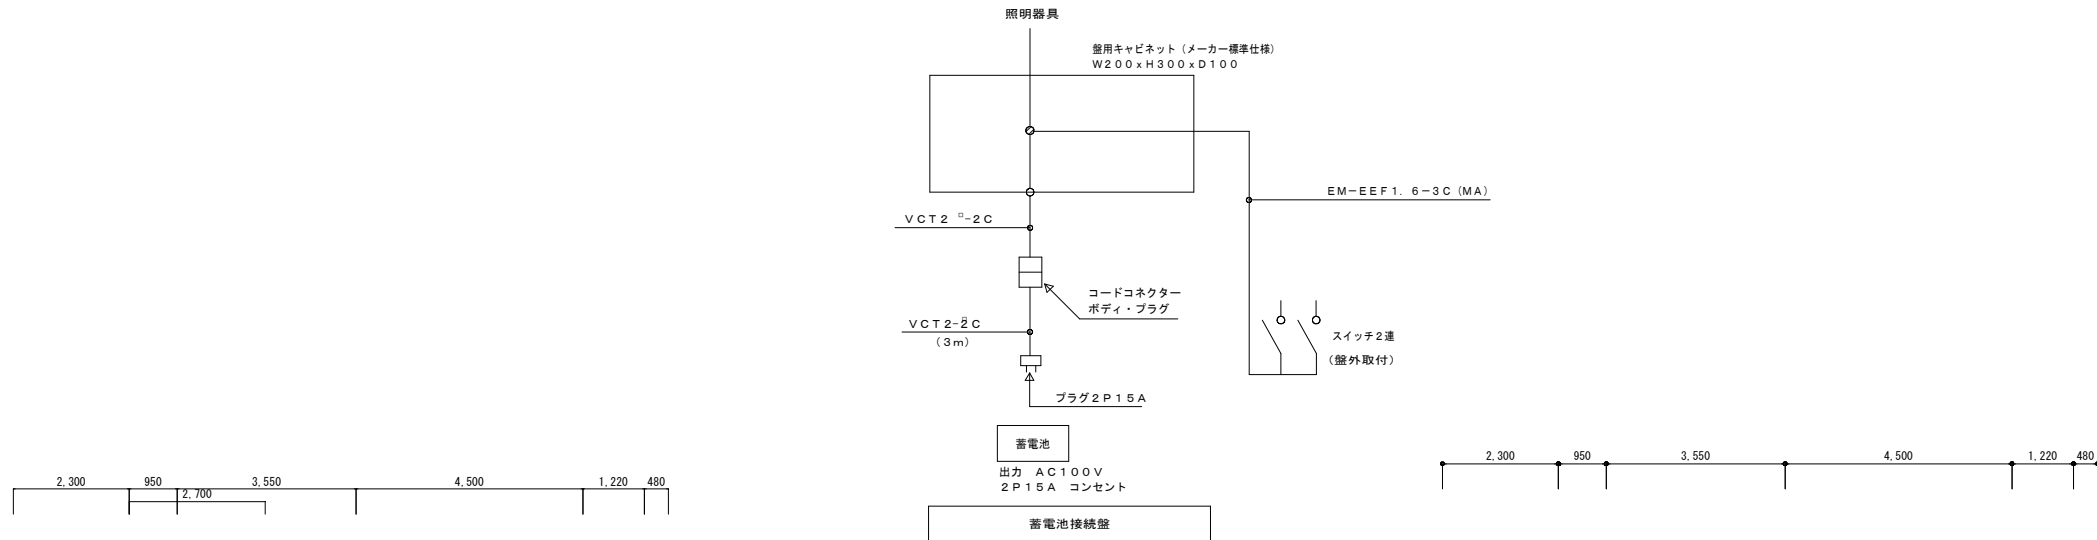 照明器具
盤用キャビネット（メーカー標準仕様）
W200xH300xD100
EM-EEF1.6-3C(MA)
VCT2□-2C
コードコネクター
ボディ・プラグ
VCT2-2C
(3m)
スイッチ2連
(盤外取付)
プラグ2P15A
蓄電池
出力 AC100V
2P15A コンセント
蓄電池接続盤
2,300 950 3,550 4,500 1,220 480
2,700
2,300 950 3,550 4,500 1,220 480